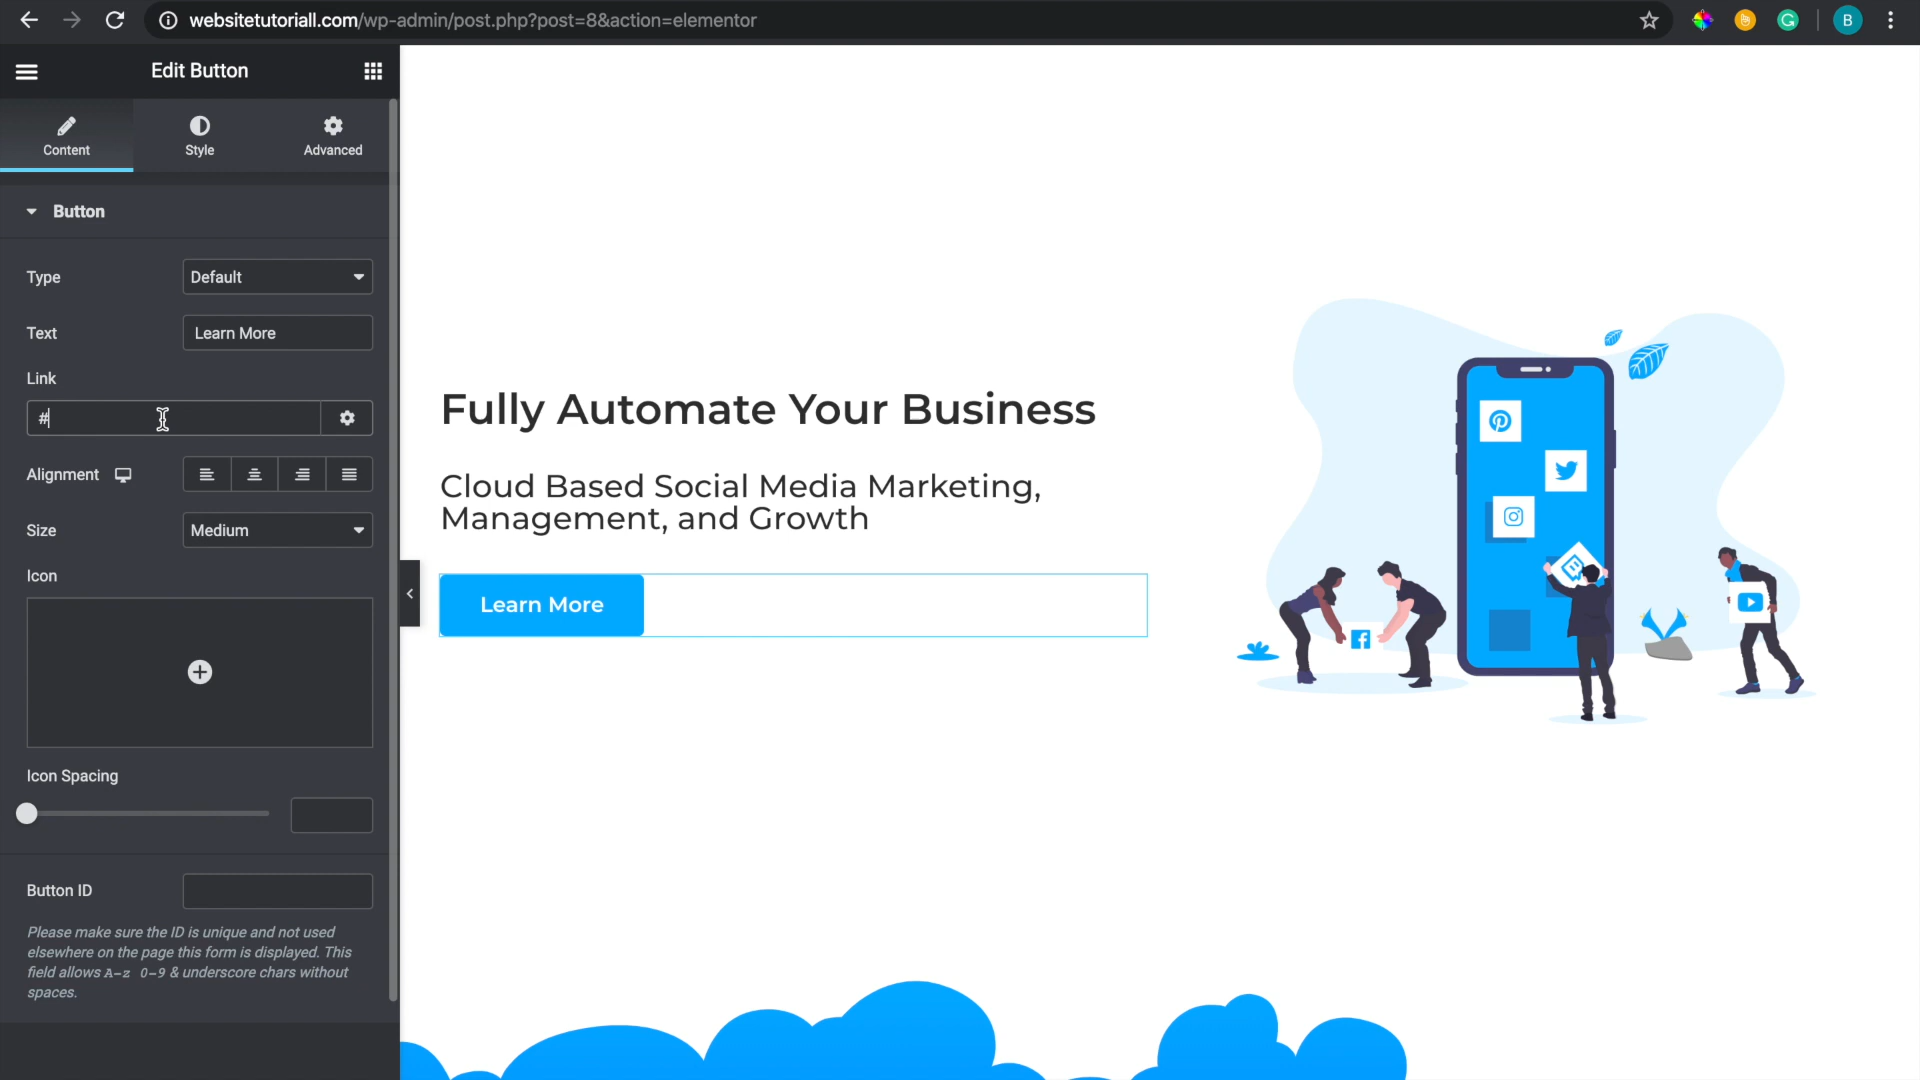 websitetutoriall.com/wp-admin/post.php?post=8&action=elementor
B
Edit Button
Content
Style
Advanced
Button
Type
Default
Text
Learn More
Link
#
Alignment
Size
Medium
Icon
Icon Spacing
Button ID
Please make sure the ID is unique and not used
elsewhere on the page this form is displayed. This
field allows A-z 0-9 & underscore chars without
spaces.
Fully Automate Your Business
Cloud Based Social Media Marketing,
Management, and Growth
Learn More